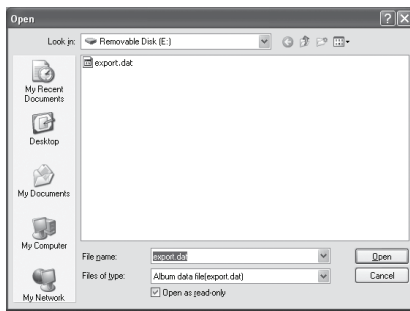 Open
Look in: Removable Disk (E:)
export.dat
My Recent
Documents
Desktop
My Documents
My Computer
My Network
File name: export.dat Open
Files of type: Album data file(export.dat) Cancel
Open as read-only